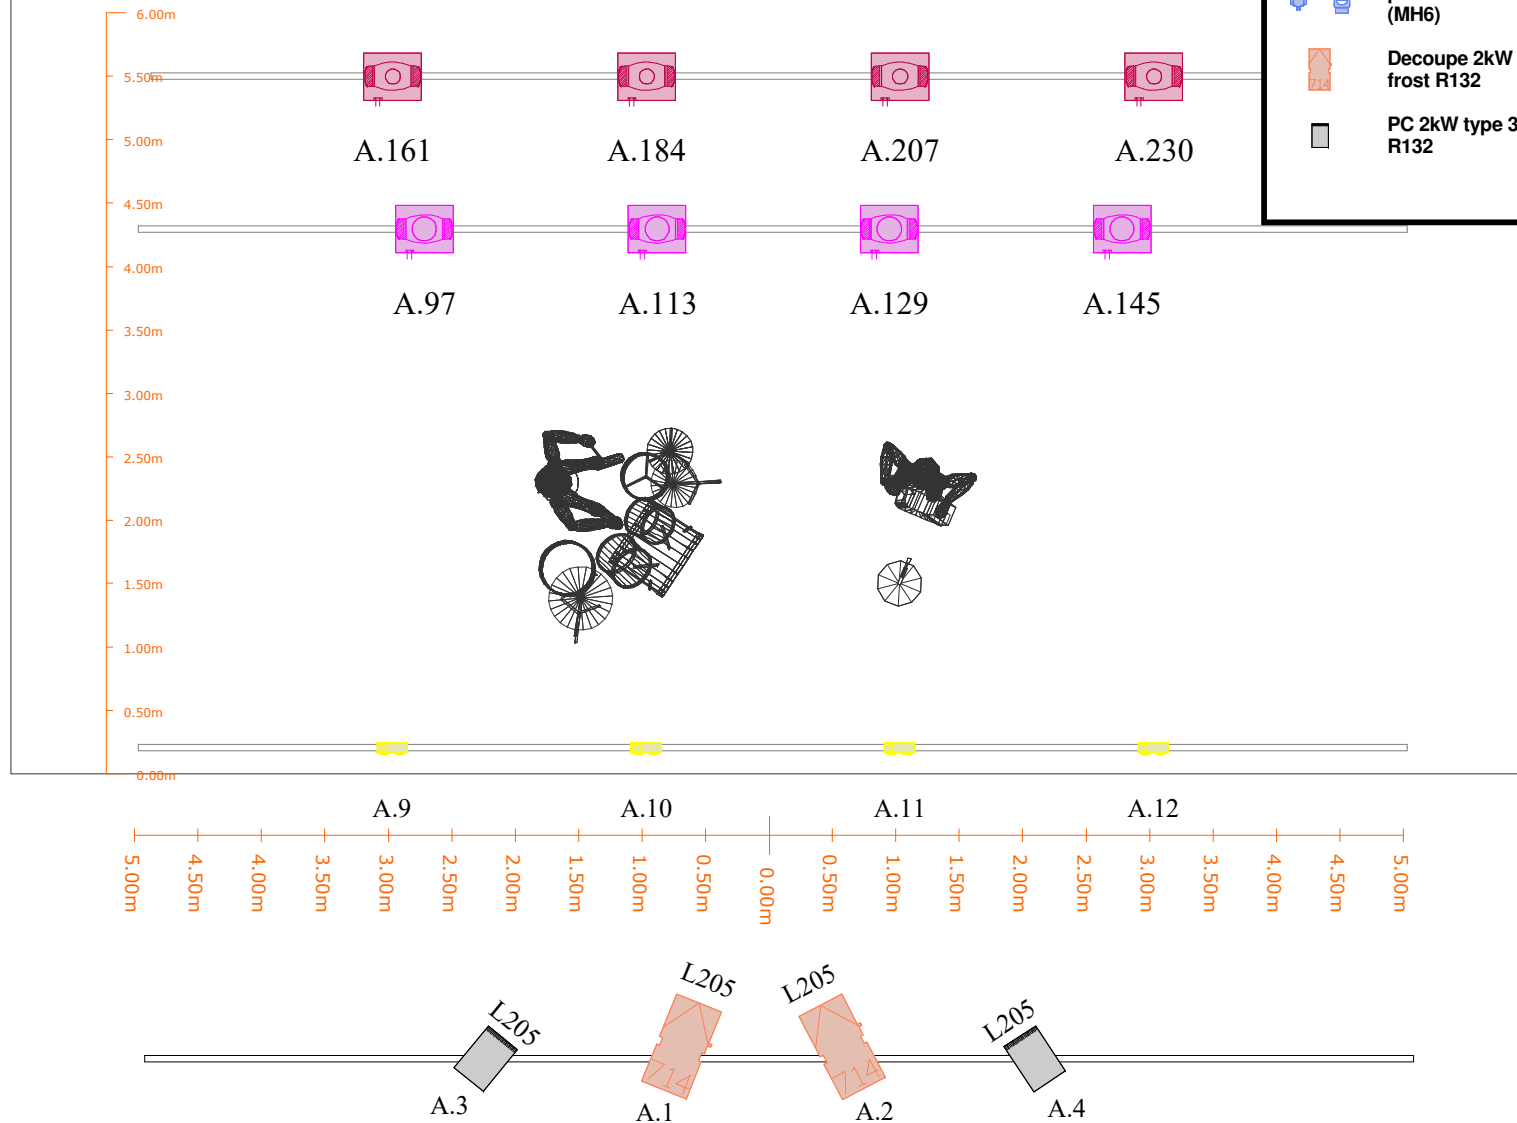 6.00m
(MH6)
Decoupe 2kW
frost R132
714
PC 2kW type 3
R132
5.50m
5.00m
A.161
A.184
A.207
A.230
4.50m
4.00m
A.97
A.113
A.129
A.145
3.50m
3.00m
2.50m
2.00m
1.50m
1.00m
0.50m
0.00m
A.9
A.10
A.11
A.12
5.00m
4.50m
4.00m
3.50m
3.00m
2.50m
2.00m
1.50m
1.00m
0.50m
0.00m
0.50m
1.00m
1.50m
2.00m
2.50m
3.00m
3.50m
4.00m
4.50m
5.00m
L205
L205
L205
L205
714
714
A.3
A.1
A.2
A.4